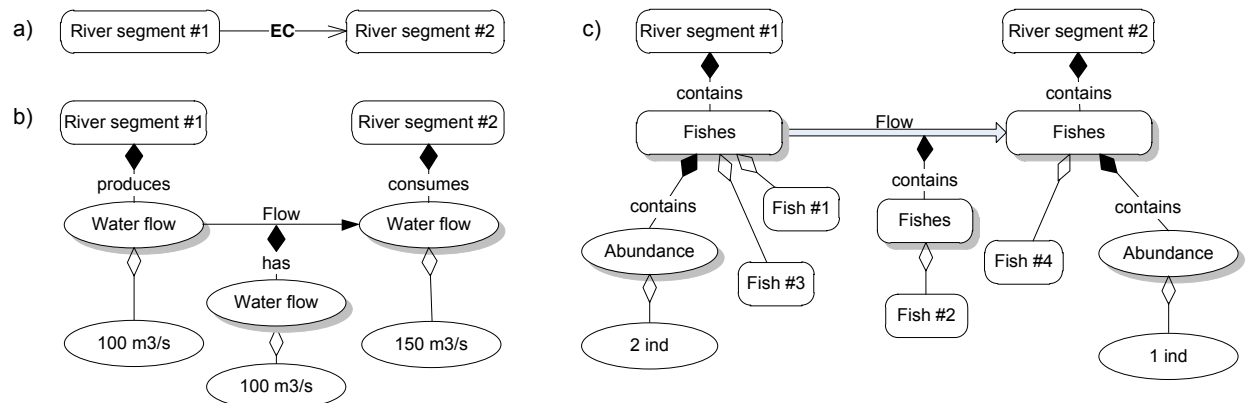 a)
River segment #1
EC
River segment #2
b)
River segment #1
River segment #2
produces
consumes
Water flow
Flow
Water flow
has
Water flow
100 m3/s
150 m3/s
100 m3/s
c)
River segment #1
River segment #2
contains
contains
Fishes
Flow
Fishes
contains
contains
Fish #1
Fishes
contains
Abundance
Fish #3
Fish #4
Abundance
Fish #2
2 ind
1 ind